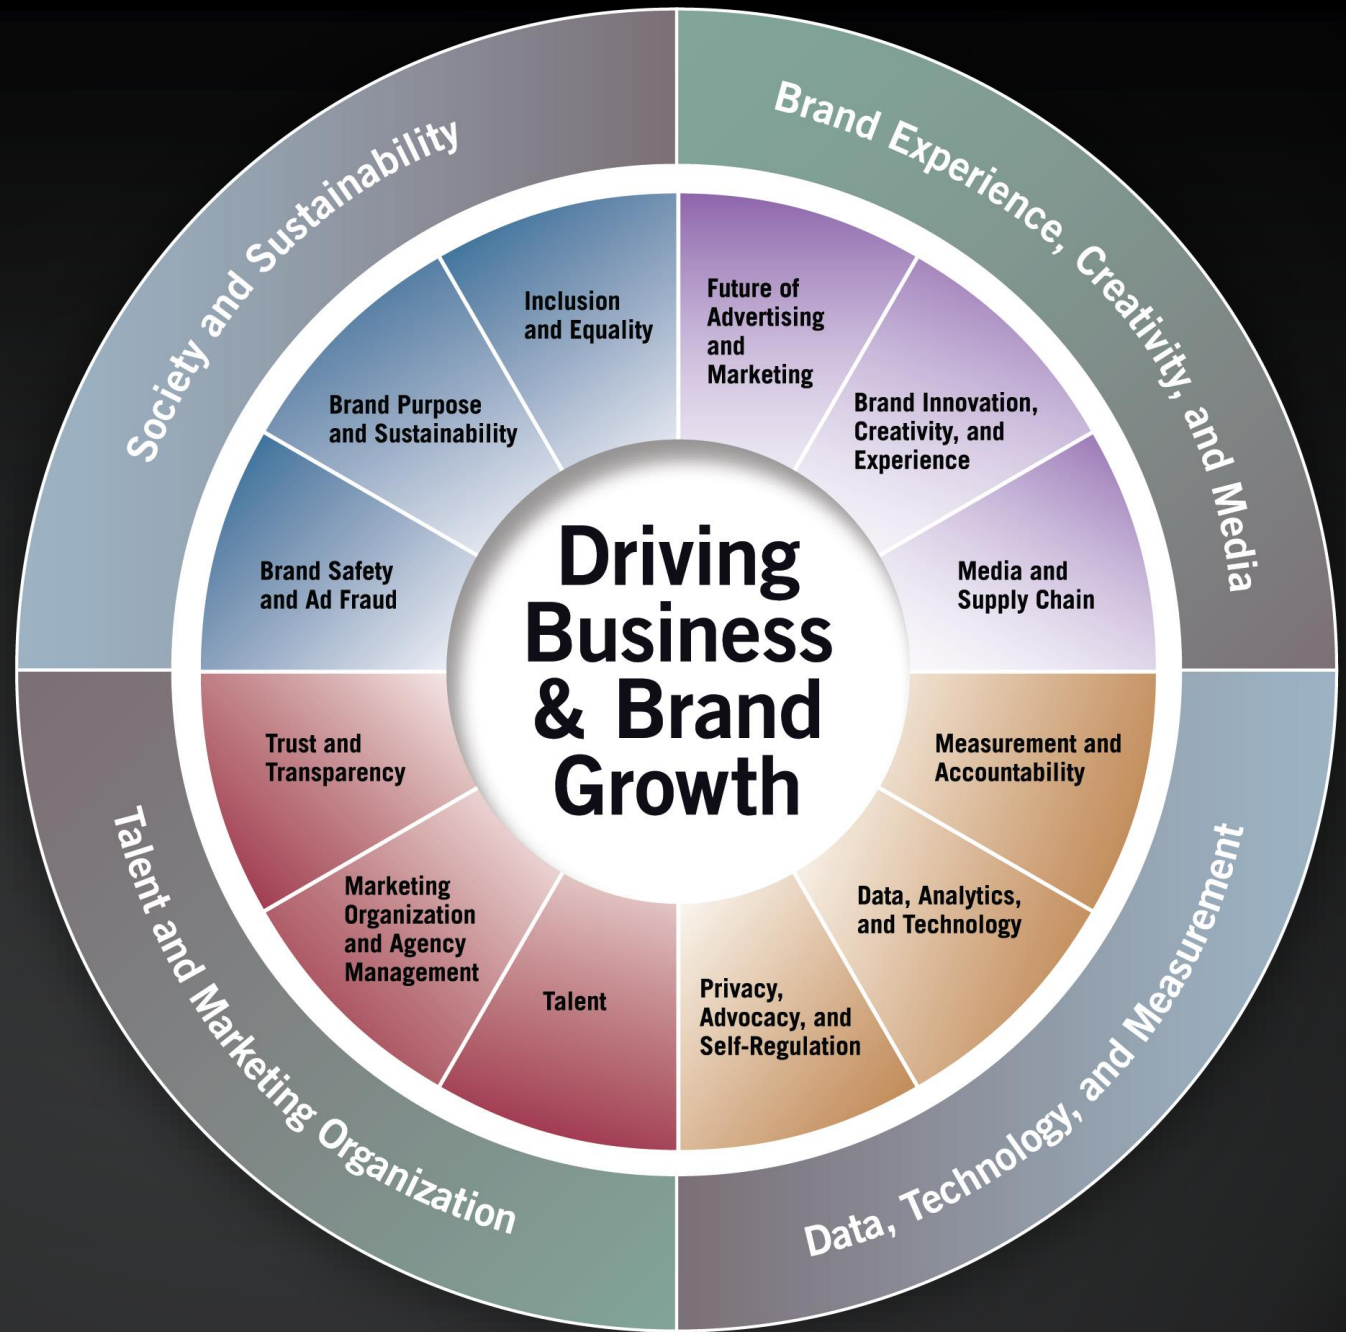 Society and Sustainability
Brand Experience, Creativity, and Media
Inclusion
and Equality
Future of
Advertising
and
Marketing
Brand Purpose
and Sustainability
Brand Innovation,
Creativity, and
Experience
Brand Safety
and Ad Fraud
Media and
Supply Chain
Driving
Business
& Brand
Growth
Trust and
Transparency
Measurement and
Accountability
Marketing
Organization
and Agency
Management
Data, Analytics,
and Technology
Talent
Privacy,
Advocacy, and
Self-Regulation
Talent and Marketing Organization
Data, Technology, and Measurement